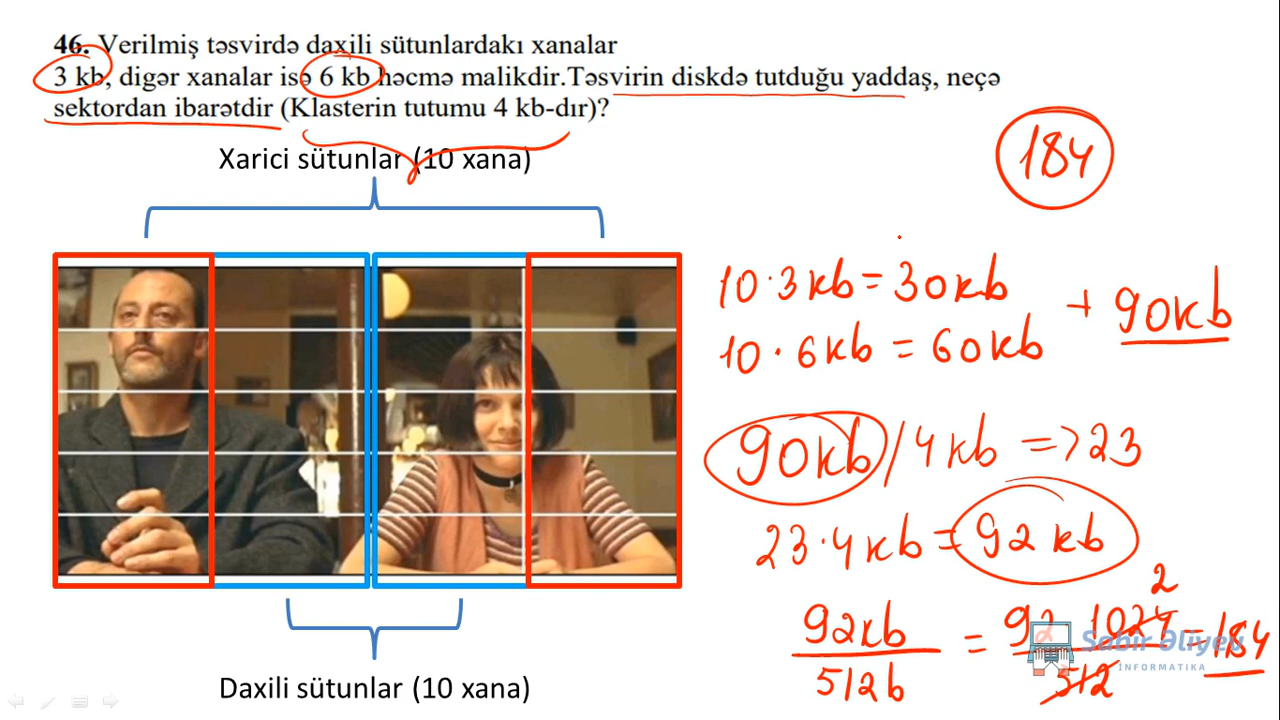 46. Verilmiş təsvirdə daxili sütunlardakı xanalar
3 kb, digər xanalar isə 6 kb həcmə malikdir.Təsvirin diskdə tutduğu yaddaş, neçə
sektordan ibarətdir (Klasterin tutumu 4 kb-dır)?
Xarici sütunlar (10 xana)
184
10·3kb=30kb
10·6kb=60kb
+ 90kb
90kb/4kb =>23
23·4kb=92kb
92kb/512b = 92 1024/512 = 184
2
Sabir Əliyev
İNFORMATIKA
Daxili sütunlar (10 xana)